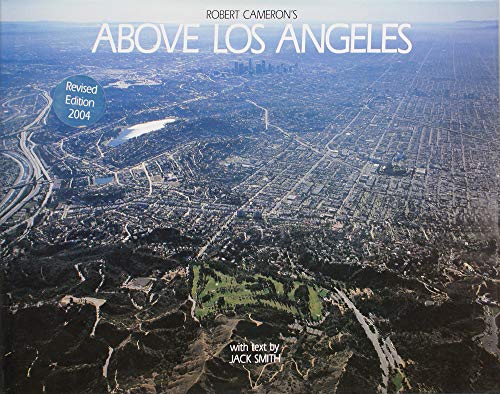 ROBERT CAMERON'S
ABOVE LOS ANGELES
Revised
Edition
2004
with text by
JACK SMITH